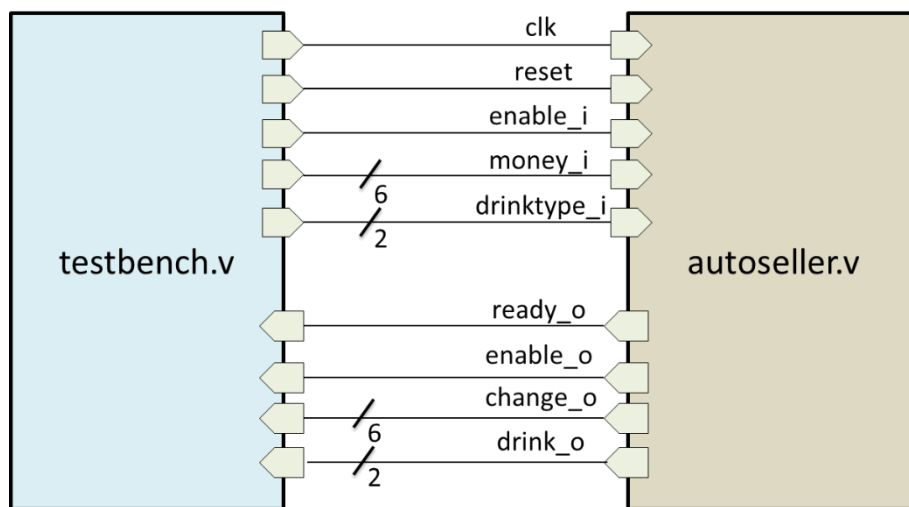 clk
reset
enable_i
money_i
6
drinktype_i
2
testbench.v
autoseller.v
ready_o
enable_o
change_o
6
drink_o
2